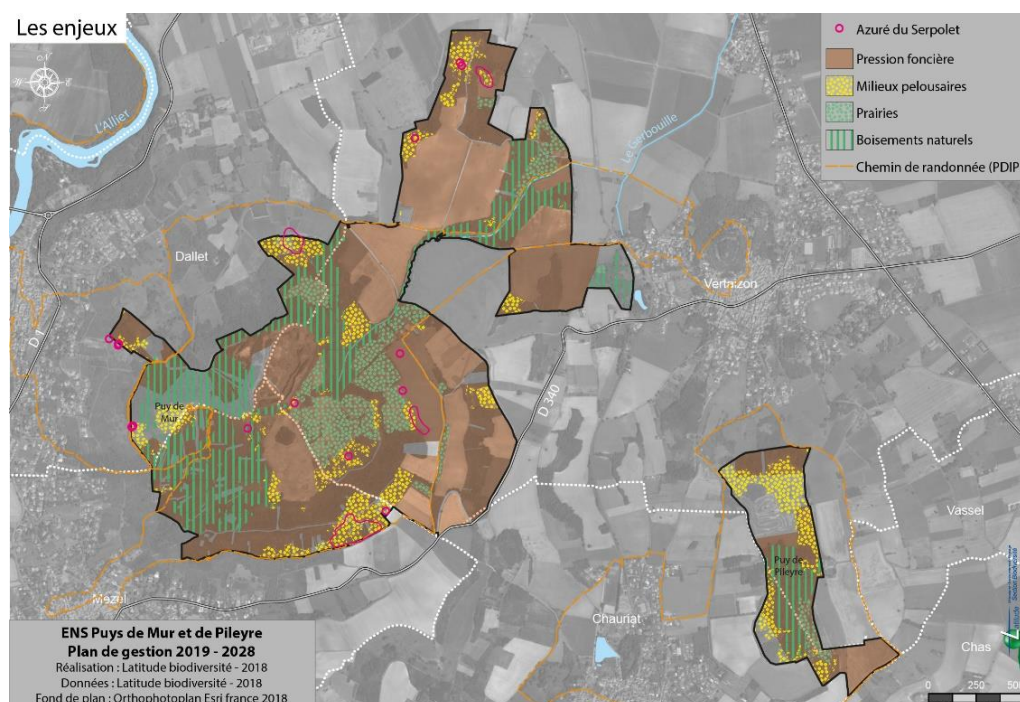 Les enjeux
Azuré du Serpolet
Pression foncière
Milieux pelousaires
Prairies
Boisements naturels
Chemin de randonnée (PDIP
L'Allier
Le Gerbouille
Dallet
Vertaizon
D 1
Puy de
Mur
D 340
Vassel
Puy de
Pileyre
Mezel
Chauriat
Chas
ENS Puys de Mur et de Pileyre
Plan de gestion 2019 - 2028
Réalisation : Latitude biodiversité - 2018
Données : Latitude biodiversité - 2018
Fond de plan : Orthophotoplan Esri france 2018
0 250 500